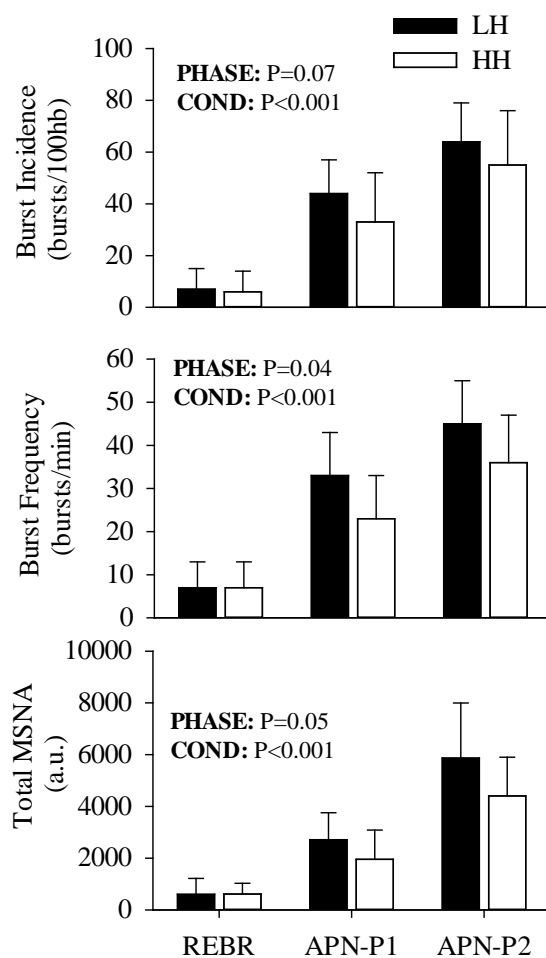 LH
HH
Burst Incidence
(bursts/100hb)
100
80
60
40
20
0
PHASE: P=0.07
COND: P<0.001
Burst Frequency
(bursts/min)
60
50
40
30
20
10
0
PHASE: P=0.04
COND: P<0.001
Total MSNA
(a.u.)
10000
8000
6000
4000
2000
0
PHASE: P=0.05
COND: P<0.001
REBR APN-P1 APN-P2